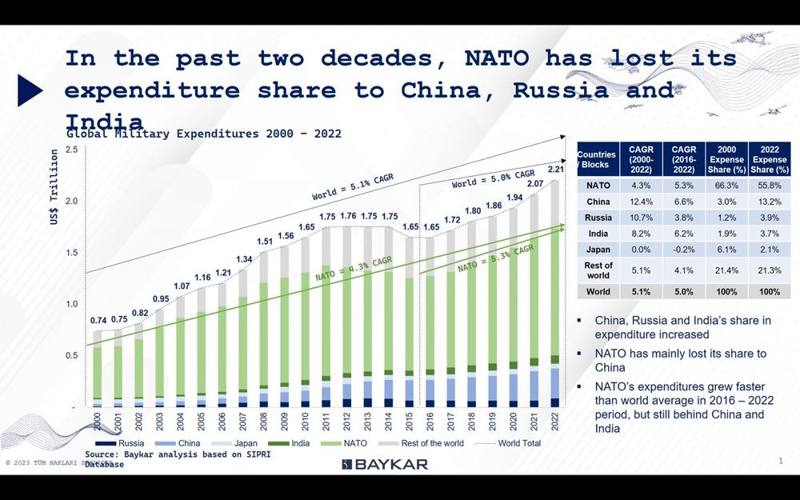 In the past two decades, NATO has lost its
expenditure share to China, Russia and
India
Global Military Expenditures 2000 – 2022
US$ Trillion
2.5
2.0
1.5
1.0
0.5
-
World = 5.1% CAGR
World = 5.0% CAGR
NATO = 4.3% CAGR
NATO = 5.3% CAGR
0.74 0.75 0.82 0.95 1.07 1.16 1.21 1.34 1.51 1.56 1.65 1.75 1.76 1.75 1.75 1.65 1.65 1.72 1.80 1.86 1.94 2.07 2.21
2000 2001 2002 2003 2004 2005 2006 2007 2008 2009 2010 2011 2012 2013 2014 2015 2016 2017 2018 2019 2020 2021 2022
Russia China Japan India NATO Rest of the world World Total
Source: Baykar analysis based on SIPRI
Database
Countries / Blocks CAGR (2000-2022) CAGR (2016-2022) 2000 Expense Share (%) 2022 Expense Share (%)
NATO 4.3% 5.3% 66.3% 55.8%
China 12.4% 6.6% 3.0% 13.2%
Russia 10.7% 3.8% 1.2% 3.9%
India 8.2% 6.2% 1.9% 3.7%
Japan 0.0% -0.2% 6.1% 2.1%
Rest of world 5.1% 4.1% 21.4% 21.3%
World 5.1% 5.0% 100% 100%
▪ China, Russia and India's share in
expenditure increased
▪ NATO has mainly lost its share to
China
▪ NATO's expenditures grew faster
than world average in 2016 – 2022
period, but still behind China and
India
© 2023 TÜM HAKLARI
BAYKAR
1